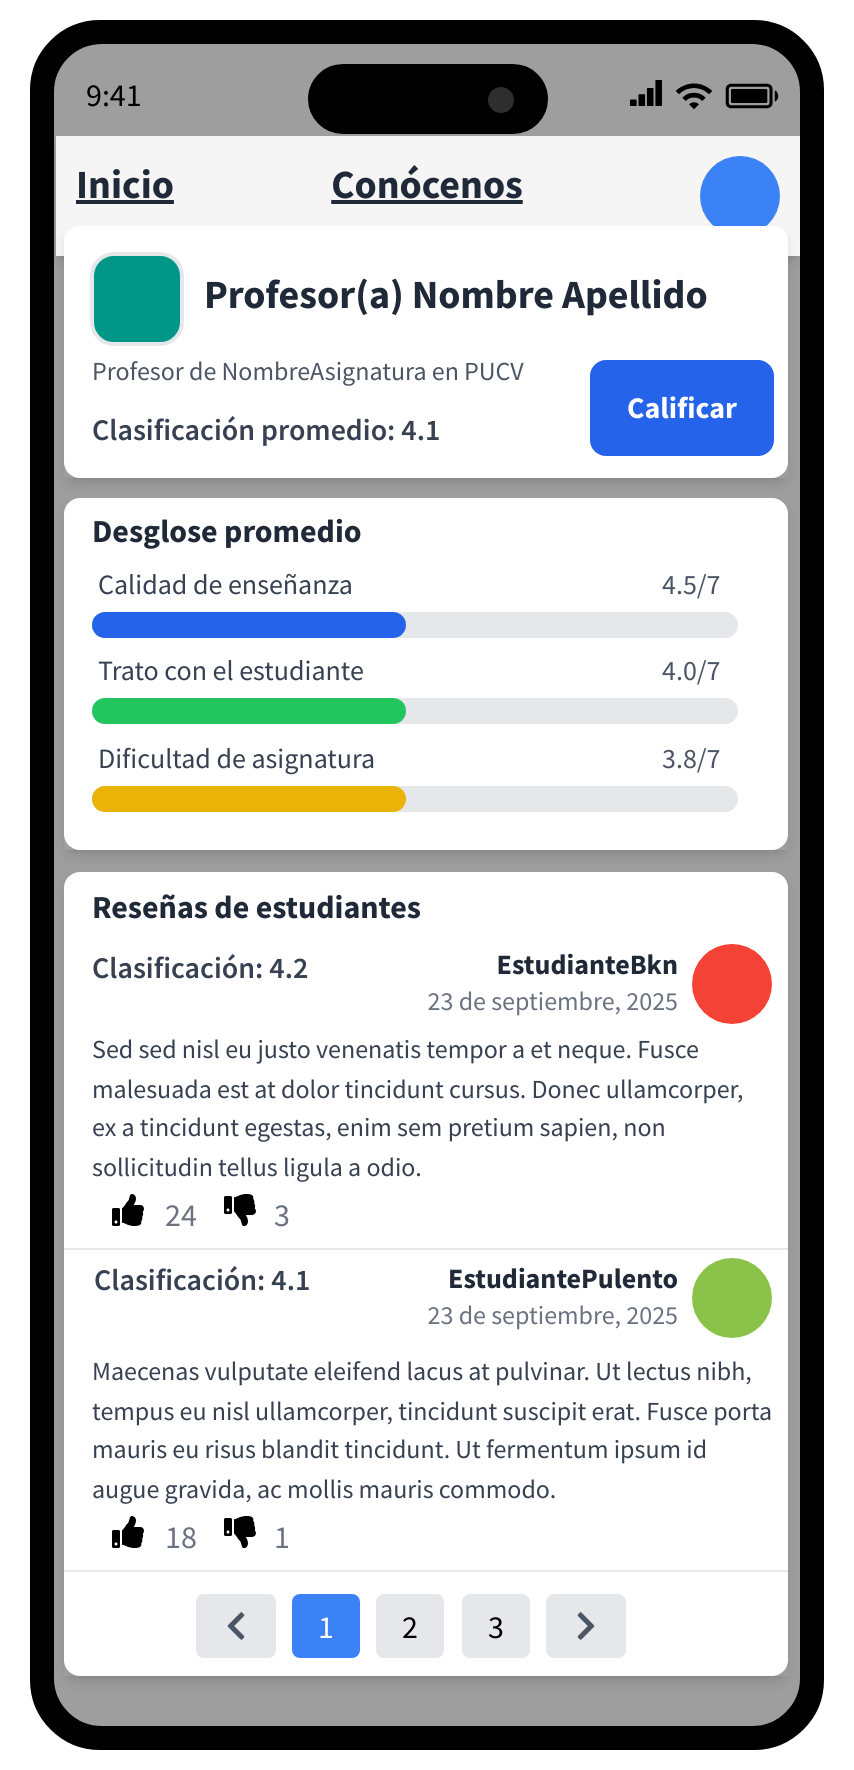 9:41
Inicio
Conócenos
Profesor(a) Nombre Apellido
Profesor de NombreAsignatura en PUCV
Clasificación promedio: 4.1
Calificar
Desglose promedio
Calidad de enseñanza 4.5/7
Trato con el estudiante 4.0/7
Dificultad de asignatura 3.8/7
Reseñas de estudiantes
Clasificación: 4.2
EstudianteBkn
23 de septiembre, 2025
Sed sed nisl eu justo venenatis tempor a et neque. Fusce
malesuada est at dolor tincidunt cursus. Donec ullamcorper,
ex a tincidunt egestas, enim sem pretium sapien, non
sollicitudin tellus ligula a odio.
24 3
Clasificación: 4.1
EstudiantePulento
23 de septiembre, 2025
Maecenas vulputate eleifend lacus at pulvinar. Ut lectus nibh,
tempus eu nisl ullamcorper, tincidunt suscipit erat. Fusce porta
mauris eu risus blandit tincidunt. Ut fermentum ipsum id
augue gravida, ac mollis mauris commodo.
18 1
1 2 3